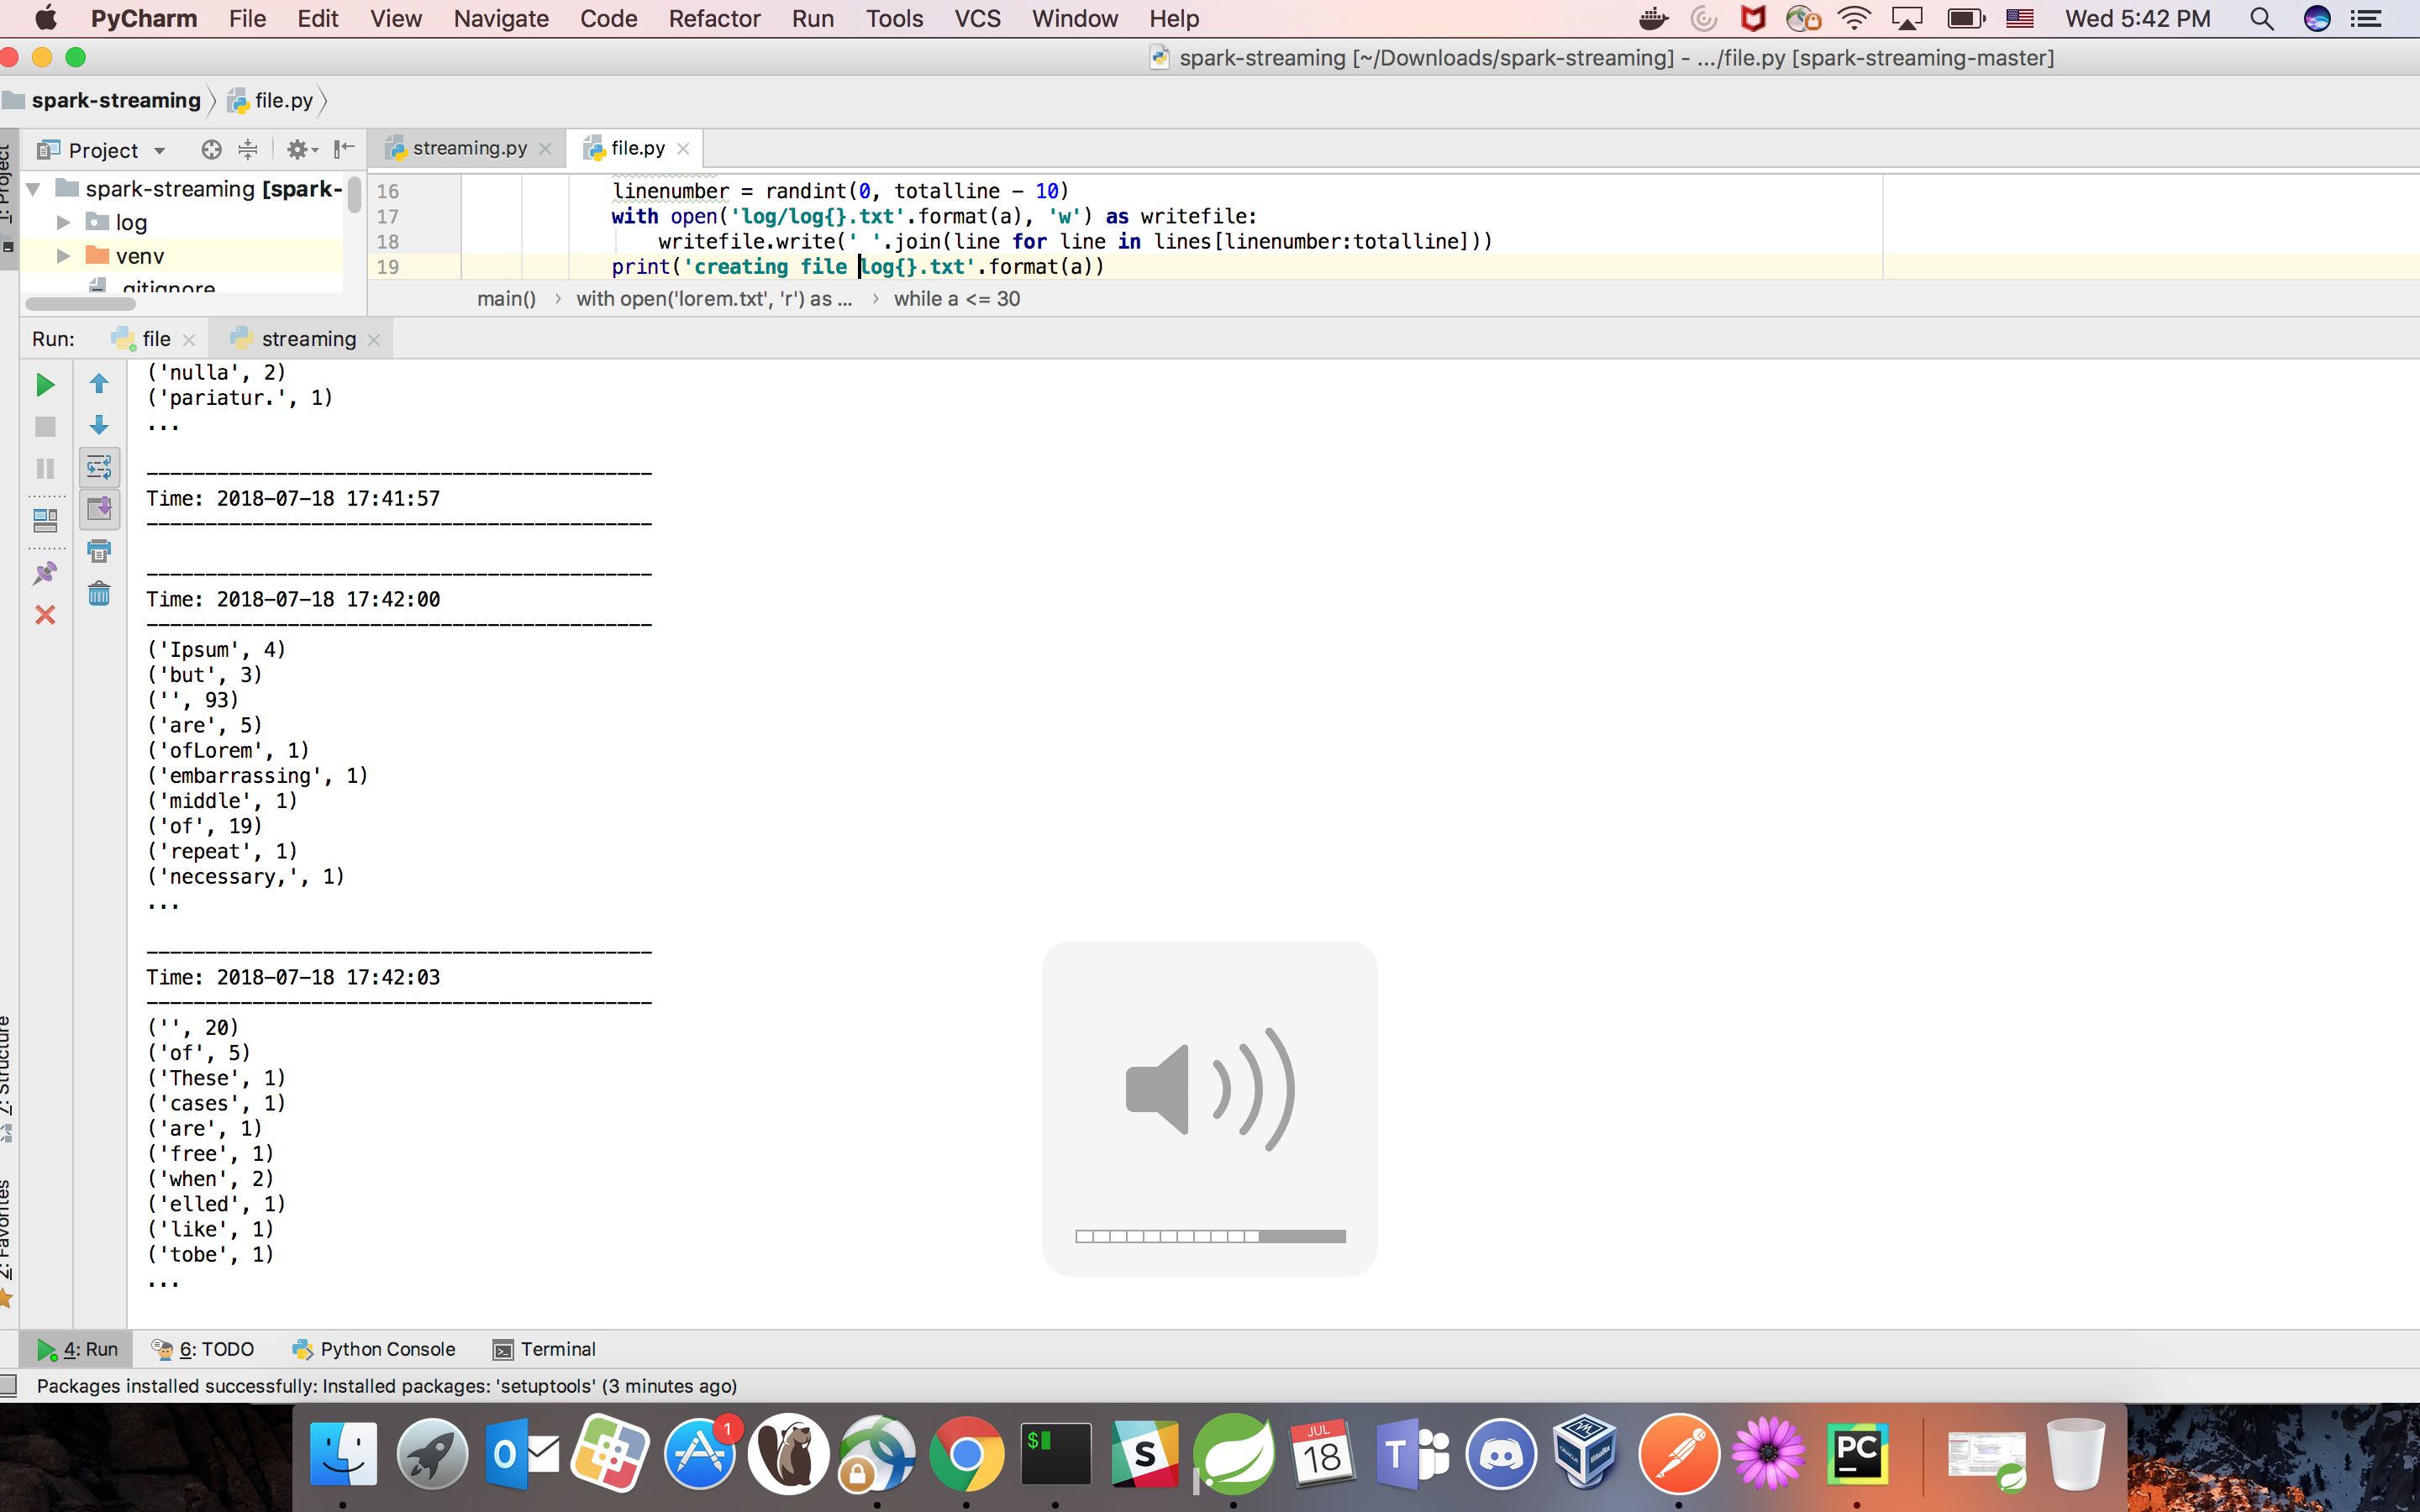 PyCharm File Edit View Navigate Code Refactor Run Tools VCS Window Help Wed 5:42 PM
spark-streaming [~/Downloads/spark-streaming] - .../file.py [spark-streaming-master]
spark-streaming file.py
1: Project
Project
streaming.py file.py
spark-streaming [spark-
log
venv
.gitignore
16 linenumber = randint(0, totalline - 10)
17 with open('log/log{}.txt'.format(a), 'w') as writefile:
18 writefile.write(' '.join(line for line in lines[linenumber:totalline]))
19 print('creating file log{}.txt'.format(a))
main() › with open('lorem.txt', 'r') as ... › while a <= 30
Run: file streaming
('nulla', 2)
('pariatur.', 1)
...
-------------------------------------------
Time: 2018-07-18 17:41:57
-------------------------------------------
-------------------------------------------
Time: 2018-07-18 17:42:00
-------------------------------------------
('Ipsum', 4)
('but', 3)
('', 93)
('are', 5)
('ofLorem', 1)
('embarrassing', 1)
('middle', 1)
('of', 19)
('repeat', 1)
('necessary,', 1)
...
-------------------------------------------
Time: 2018-07-18 17:42:03
-------------------------------------------
('', 20)
('of', 5)
('These', 1)
('cases', 1)
('are', 1)
('free', 1)
('when', 2)
('elled', 1)
('like', 1)
('tobe', 1)
...
7: Structure
2: Favorites
4: Run 6: TODO Python Console Terminal
Packages installed successfully: Installed packages: 'setuptools' (3 minutes ago)
1
$
JUL
18
S
T
PC